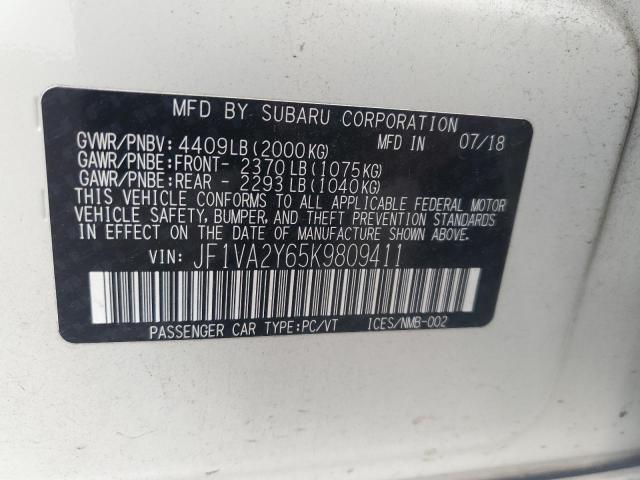 MFD BY SUBARU CORPORATION
GVWR/PNBV: 4409LB(2000KG) MFD IN 07/18
GAWR/PNBE:FRONT- 2370LB(1075KG)
GAWR/PNBE:REAR - 2293LB(1040KG)
THIS VEHICLE CONFORMS TO ALL APPLICABLE FEDERAL MOTOR
VEHICLE SAFETY, BUMPER, AND THEFT PREVENTION STANDARDS
IN EFFECT ON THE DATE OF MANUFACTURE SHOWN ABOVE.
VIN: JF1VA2Y65K9809411
PASSENGER CAR TYPE:PC/VT ICES/NMB-002